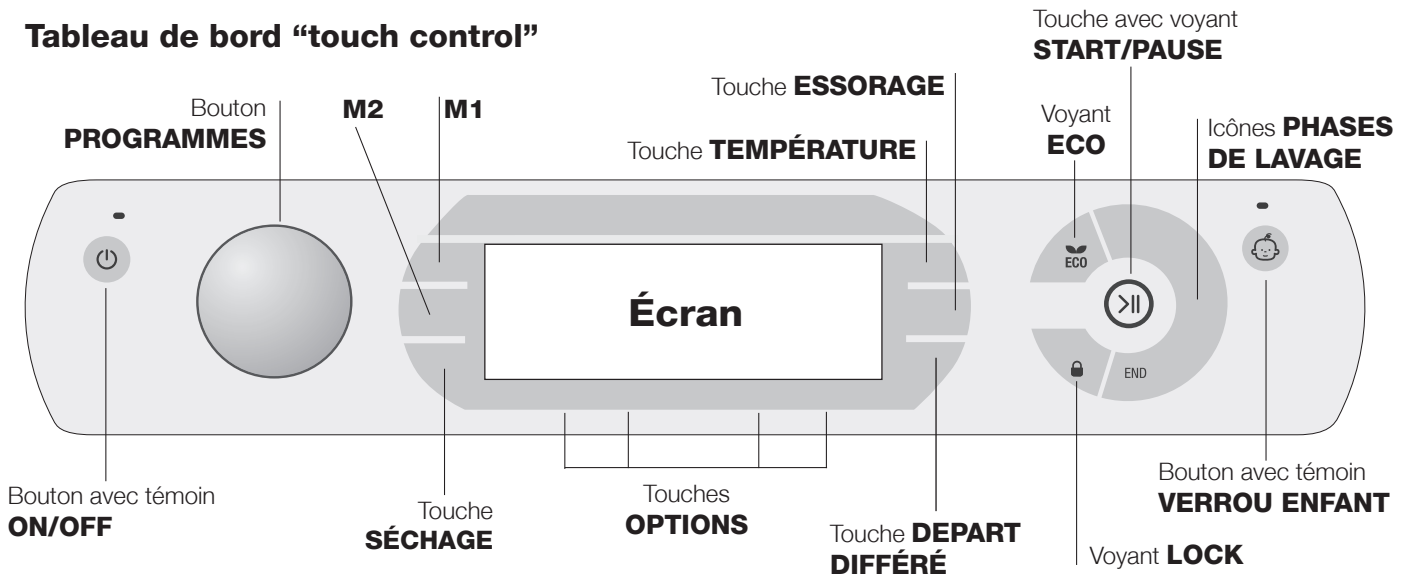 Tableau de bord “touch control”
Touche avec voyant
START/PAUSE
Touche ESSORAGE
Bouton
PROGRAMMES
M2
M1
Voyant
ECO
Icônes PHASES
DE LAVAGE
Touche TEMPÉRATURE
ECO
Écran
END
Bouton avec témoin
ON/OFF
Touche
SÉCHAGE
Touches
OPTIONS
Touche DEPART
DIFFÉRÉ
Bouton avec témoin
VERROU ENFANT
Voyant LOCK